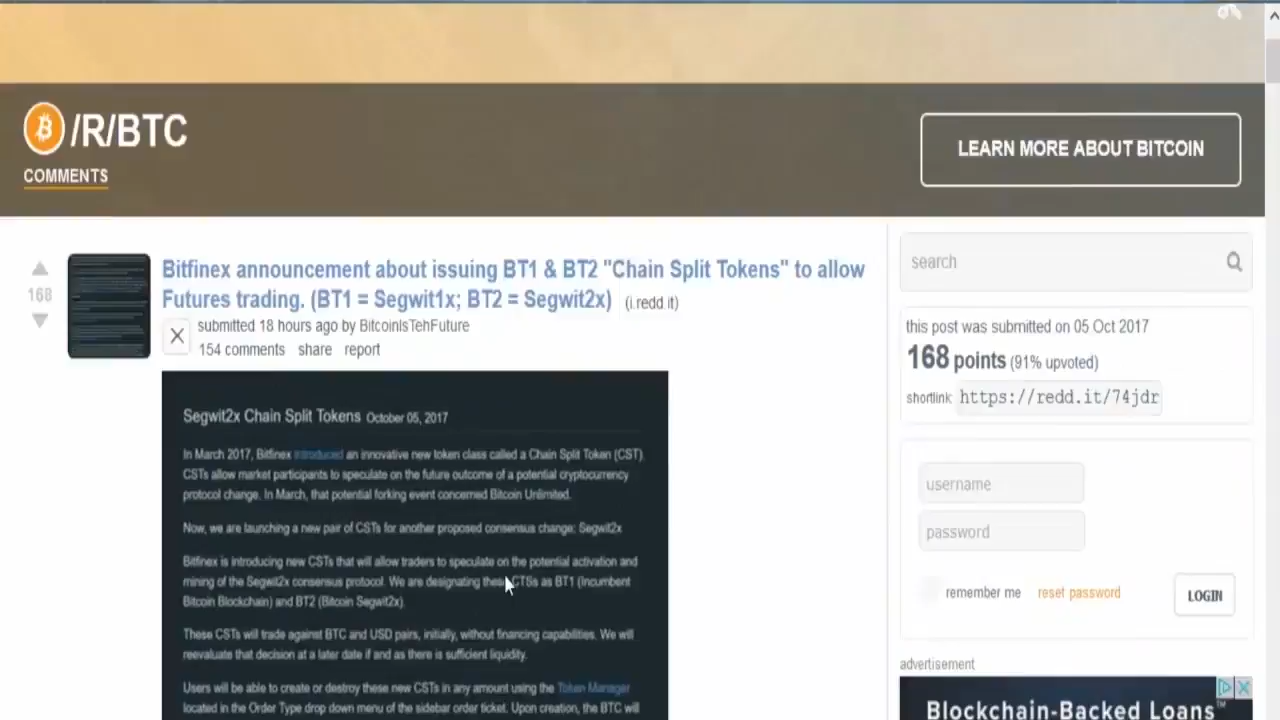 /R/BTC
COMMENTS
LEARN MORE ABOUT BITCOIN
168
Bitfinex announcement about issuing BT1 & BT2 "Chain Split Tokens" to allow
Futures trading. (BT1 = Segwit1x; BT2 = Segwit2x) (i.redd.it)
submitted 18 hours ago by BitcoinIsTehFuture
154 comments share report
Segwit2x Chain Split Tokens October 05, 2017
In March 2017, Bitfinex introduced an innovative new token class called a Chain Split Token (CST).
CSTs allow market participants to speculate on the future outcome of a potential cryptocurrency
protocol change. In March, that potential forking event concerned Bitcoin Unlimited.
Now, we are launching a new pair of CSTs for another proposed consensus change: Segwit2x
Bitfinex is introducing new CSTs that will allow traders to speculate on the potential activation and
mining of the Segwit2x consensus protocol. We are designating these CTSs as BT1 (Incumbent
Bitcoin Blockchain) and BT2 (Bitcoin Segwit2x).
These CSTs will trade against BTC and USD pairs, initially, without financing capabilities. We will
reevaluate that decision at a later date if and as there is sufficient liquidity.
Users will be able to create or destroy these new CSTs in any amount using the Token Manager
located in the Order Type drop down menu of the sidebar order ticket. Upon creation, the BTC will
search
this post was submitted on 05 Oct 2017
168 points (91% upvoted)
shortlink: https://redd.it/74jdr
username
password
remember me reset password LOGIN
advertisement
Blockchain-Backed Loans™